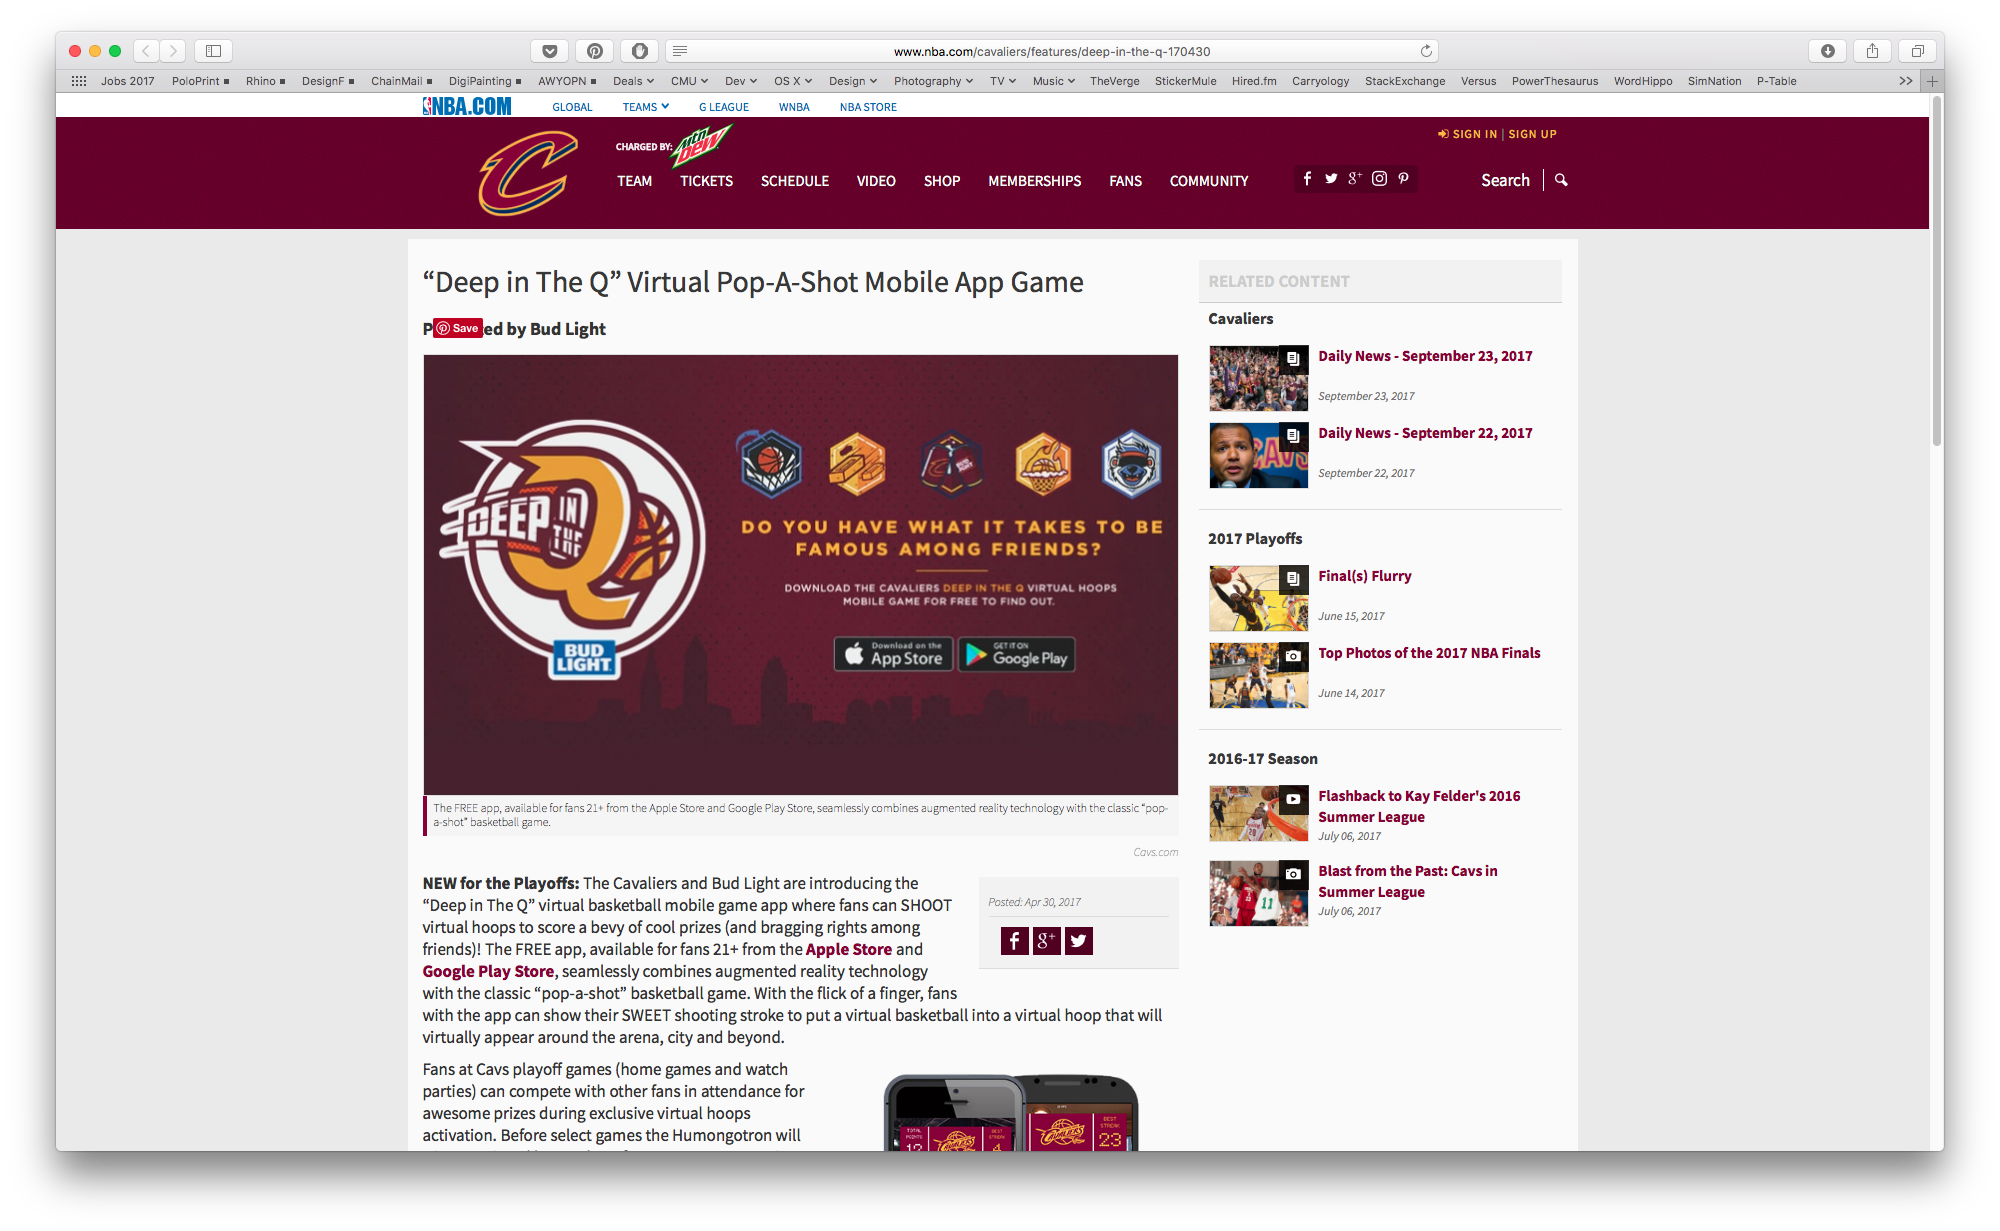 www.nba.com/cavaliers/features/deep-in-the-q-170430
Jobs 2017 PoloPrint Rhino DesignF ChainMail DigiPainting AWYOPN Deals CMU Dev OS X Design Photography TV Music TheVerge StickerMule Hired.fm Carryology StackExchange Versus PowerThesaurus WordHippo SimNation P-Table >>
NBA.COM GLOBAL TEAMS G LEAGUE WNBA NBA STORE
CHARGED BY: mtn dew
SIGN IN | SIGN UP
TEAM TICKETS SCHEDULE VIDEO SHOP MEMBERSHIPS FANS COMMUNITY Search
“Deep in The Q” Virtual Pop-A-Shot Mobile App Game
P Save ed by Bud Light
DEEP IN THE Q
BUD LIGHT
DO YOU HAVE WHAT IT TAKES TO BE
FAMOUS AMONG FRIENDS?
DOWNLOAD THE CAVALIERS DEEP IN THE Q VIRTUAL HOOPS
MOBILE GAME FOR FREE TO FIND OUT.
Download on the App Store
GET IT ON Google Play
The FREE app, available for fans 21+ from the Apple Store and Google Play Store, seamlessly combines augmented reality technology with the classic “pop-
a-shot” basketball game.
Cavs.com
NEW for the Playoffs: The Cavaliers and Bud Light are introducing the
“Deep in The Q” virtual basketball mobile game app where fans can SHOOT
virtual hoops to score a bevy of cool prizes (and bragging rights among
friends)! The FREE app, available for fans 21+ from the Apple Store and
Google Play Store, seamlessly combines augmented reality technology
with the classic “pop-a-shot” basketball game. With the flick of a finger, fans
with the app can show their SWEET shooting stroke to put a virtual basketball into a virtual hoop that will
virtually appear around the arena, city and beyond.
Posted: Apr 30, 2017
Fans at Cavs playoff games (home games and watch
parties) can compete with other fans in attendance for
awesome prizes during exclusive virtual hoops
activation. Before select games the Humongotron will
TOTAL POINTS 12 CAVALIERS BEST STREAK 4
CAVALIERS BEST STREAK 23
RELATED CONTENT
Cavaliers
Daily News - September 23, 2017
September 23, 2017
Daily News - September 22, 2017
September 22, 2017
2017 Playoffs
Final(s) Flurry
June 15, 2017
Top Photos of the 2017 NBA Finals
June 14, 2017
2016-17 Season
Flashback to Kay Felder's 2016
Summer League
July 06, 2017
Blast from the Past: Cavs in
Summer League
July 06, 2017